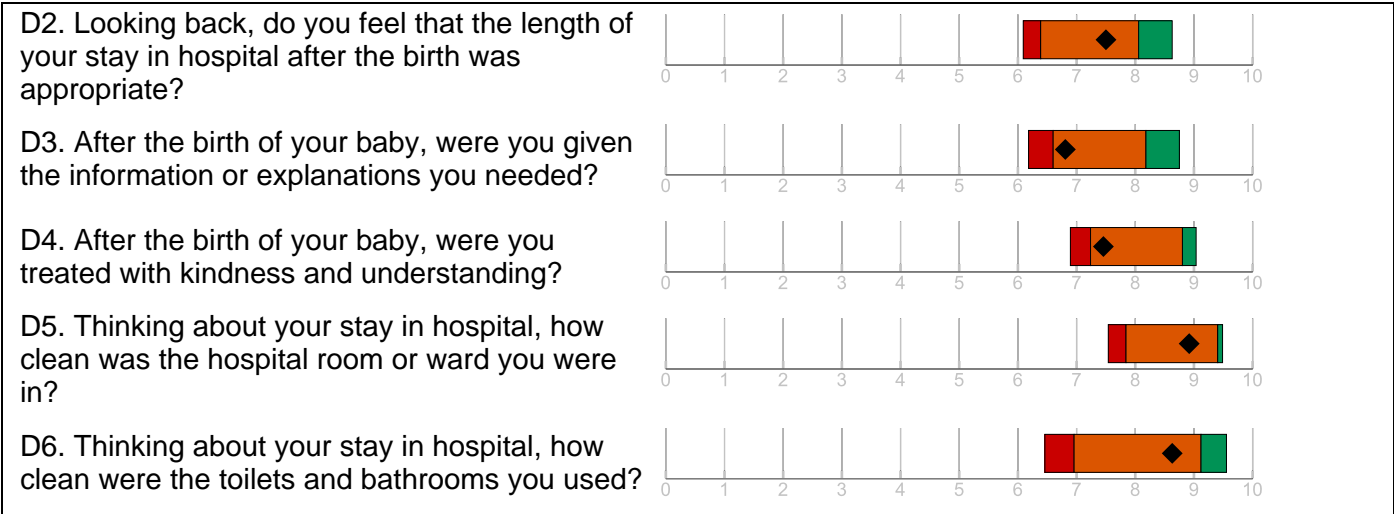 D2. Looking back, do you feel that the length of
your stay in hospital after the birth was
appropriate?
0 1 2 3 4 5 6 7 8 9 10
D3. After the birth of your baby, were you given
the information or explanations you needed?
0 1 2 3 4 5 6 7 8 9 10
D4. After the birth of your baby, were you
treated with kindness and understanding?
0 1 2 3 4 5 6 7 8 9 10
D5. Thinking about your stay in hospital, how
clean was the hospital room or ward you were
in?
0 1 2 3 4 5 6 7 8 9 10
D6. Thinking about your stay in hospital, how
clean were the toilets and bathrooms you used?
0 1 2 3 4 5 6 7 8 9 10